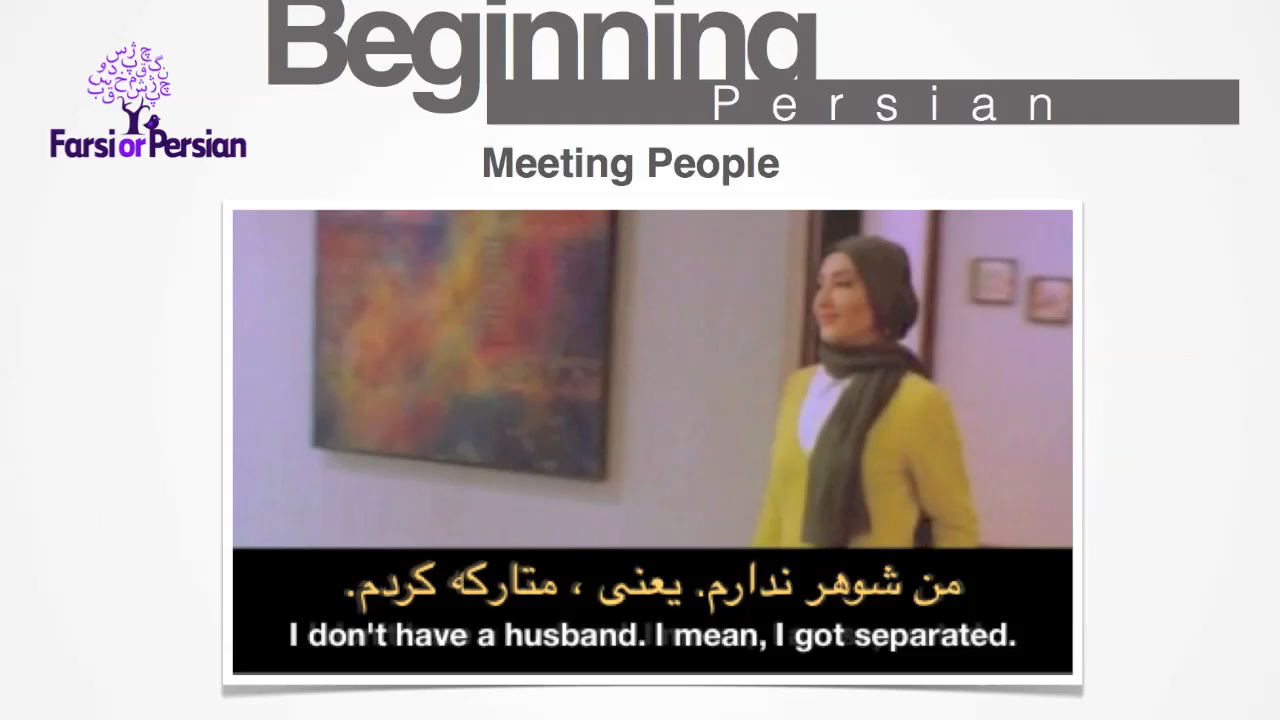 Beginning
Persian
Farsi or Persian
Meeting People
من شوهر ندارم. یعنی ، متارکه کردم.
I don't have a husband. I mean, I got separated.